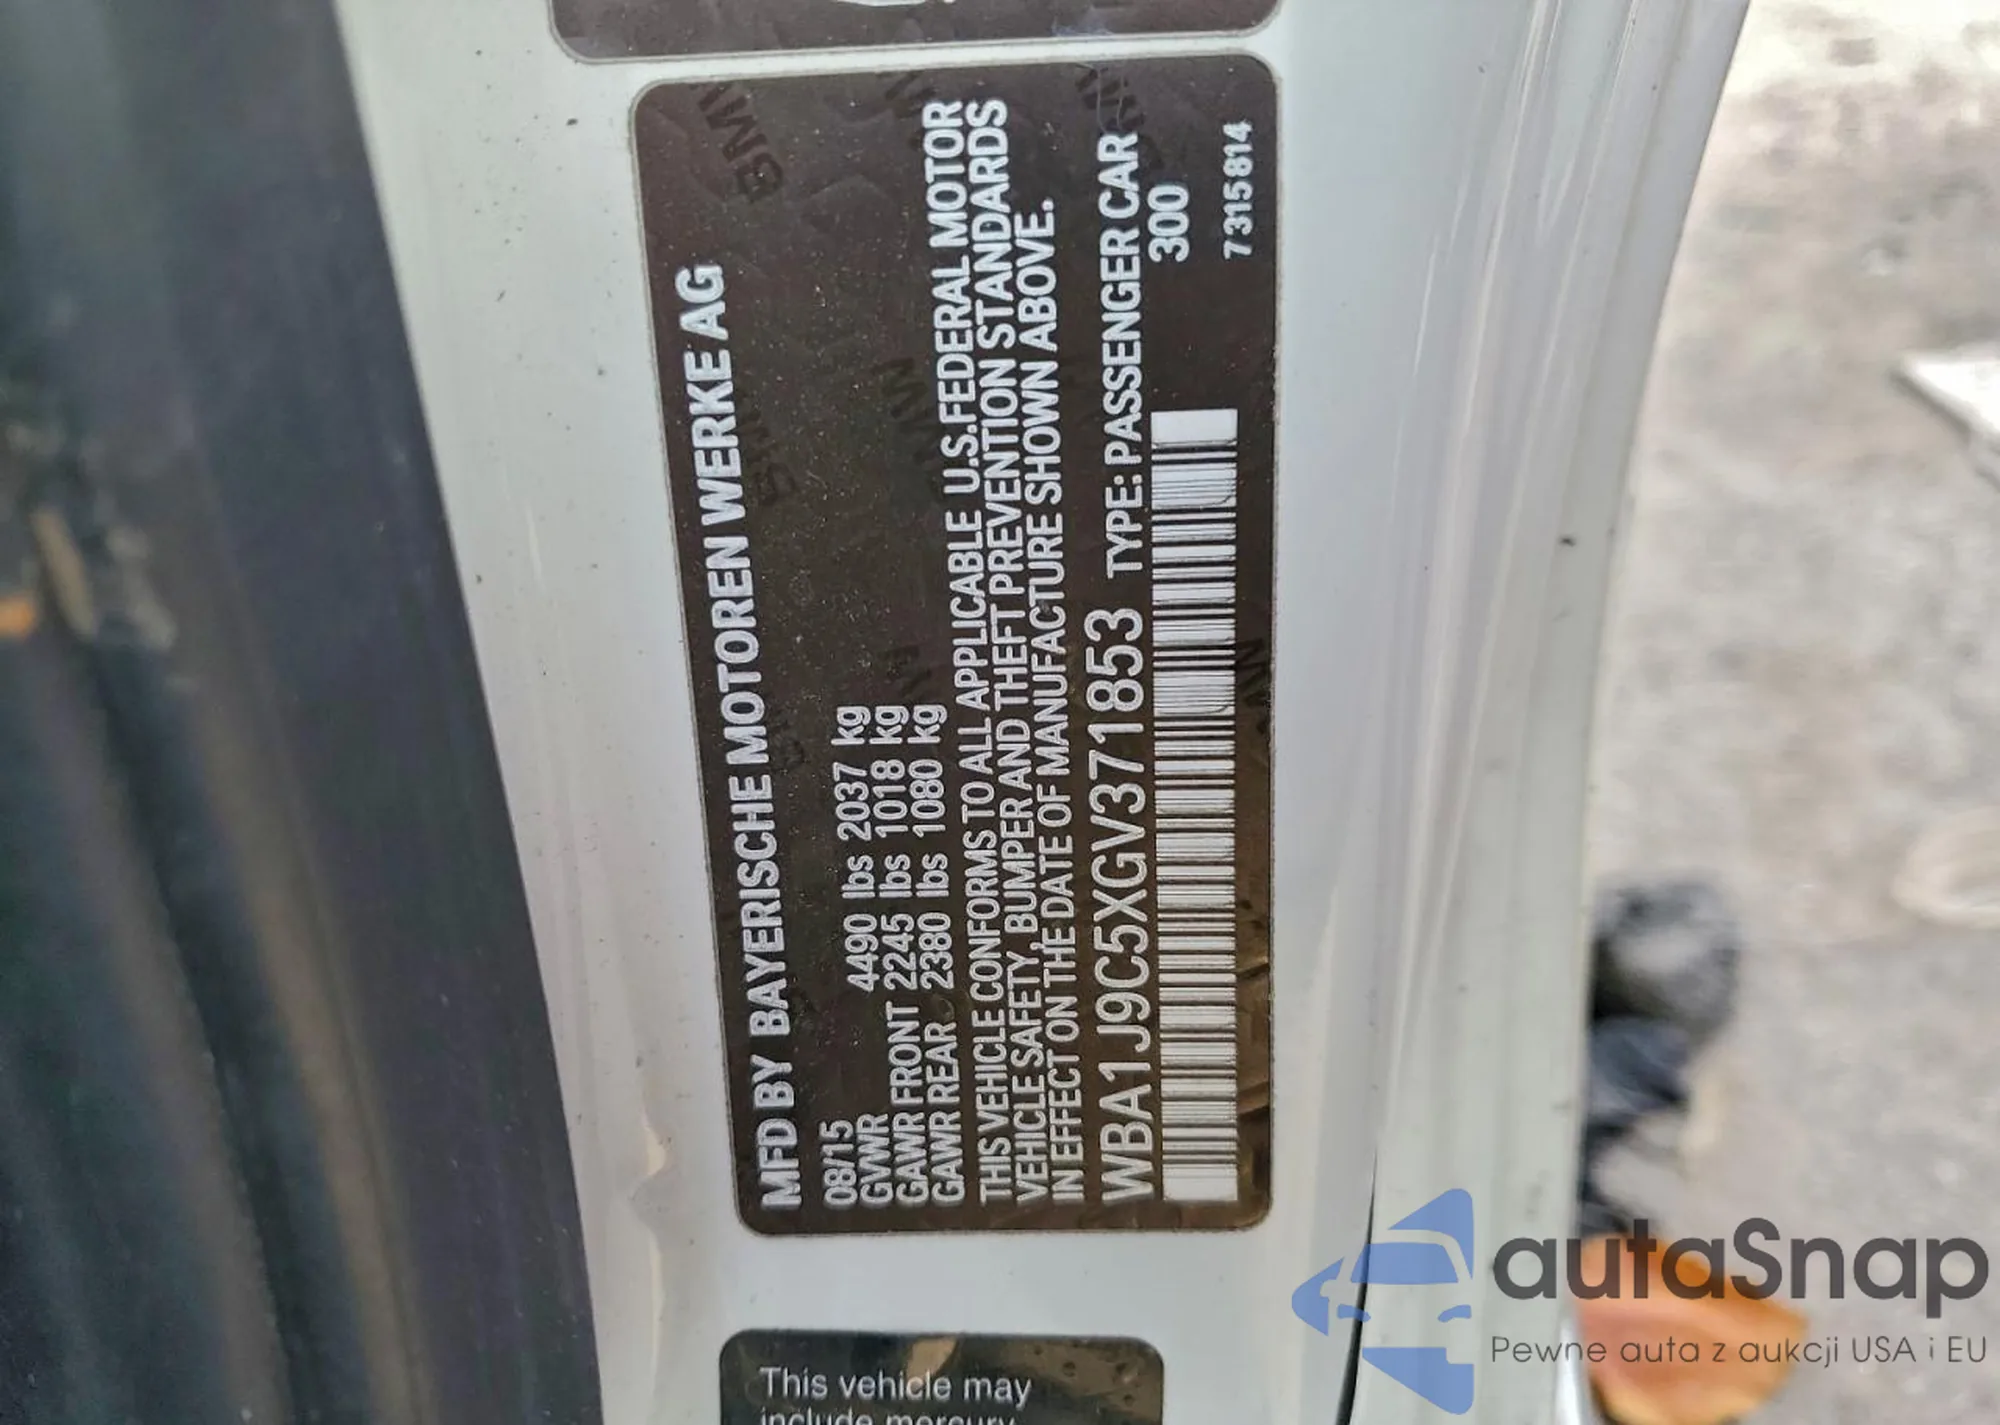 MFD BY BAYERISCHE MOTOREN WERKE AG
08/15
GVWR 4490 lbs 2037 kg
GAWR FRONT 2245 lbs 1018 kg
GAWR REAR 2380 lbs 1080 kg
THIS VEHICLE CONFORMS TO ALL APPLICABLE U.S.FEDERAL MOTOR
VEHICLE SAFETY, BUMPER AND THEFT PREVENTION STANDARDS
IN EFFECT ON THE DATE OF MANUFACTURE SHOWN ABOVE.
WBA1J9C5XGV371853 TYPE: PASSENGER CAR
300
7315814
This vehicle may
include mercury
autaSnap
Pewne auta z aukcji USA i EU